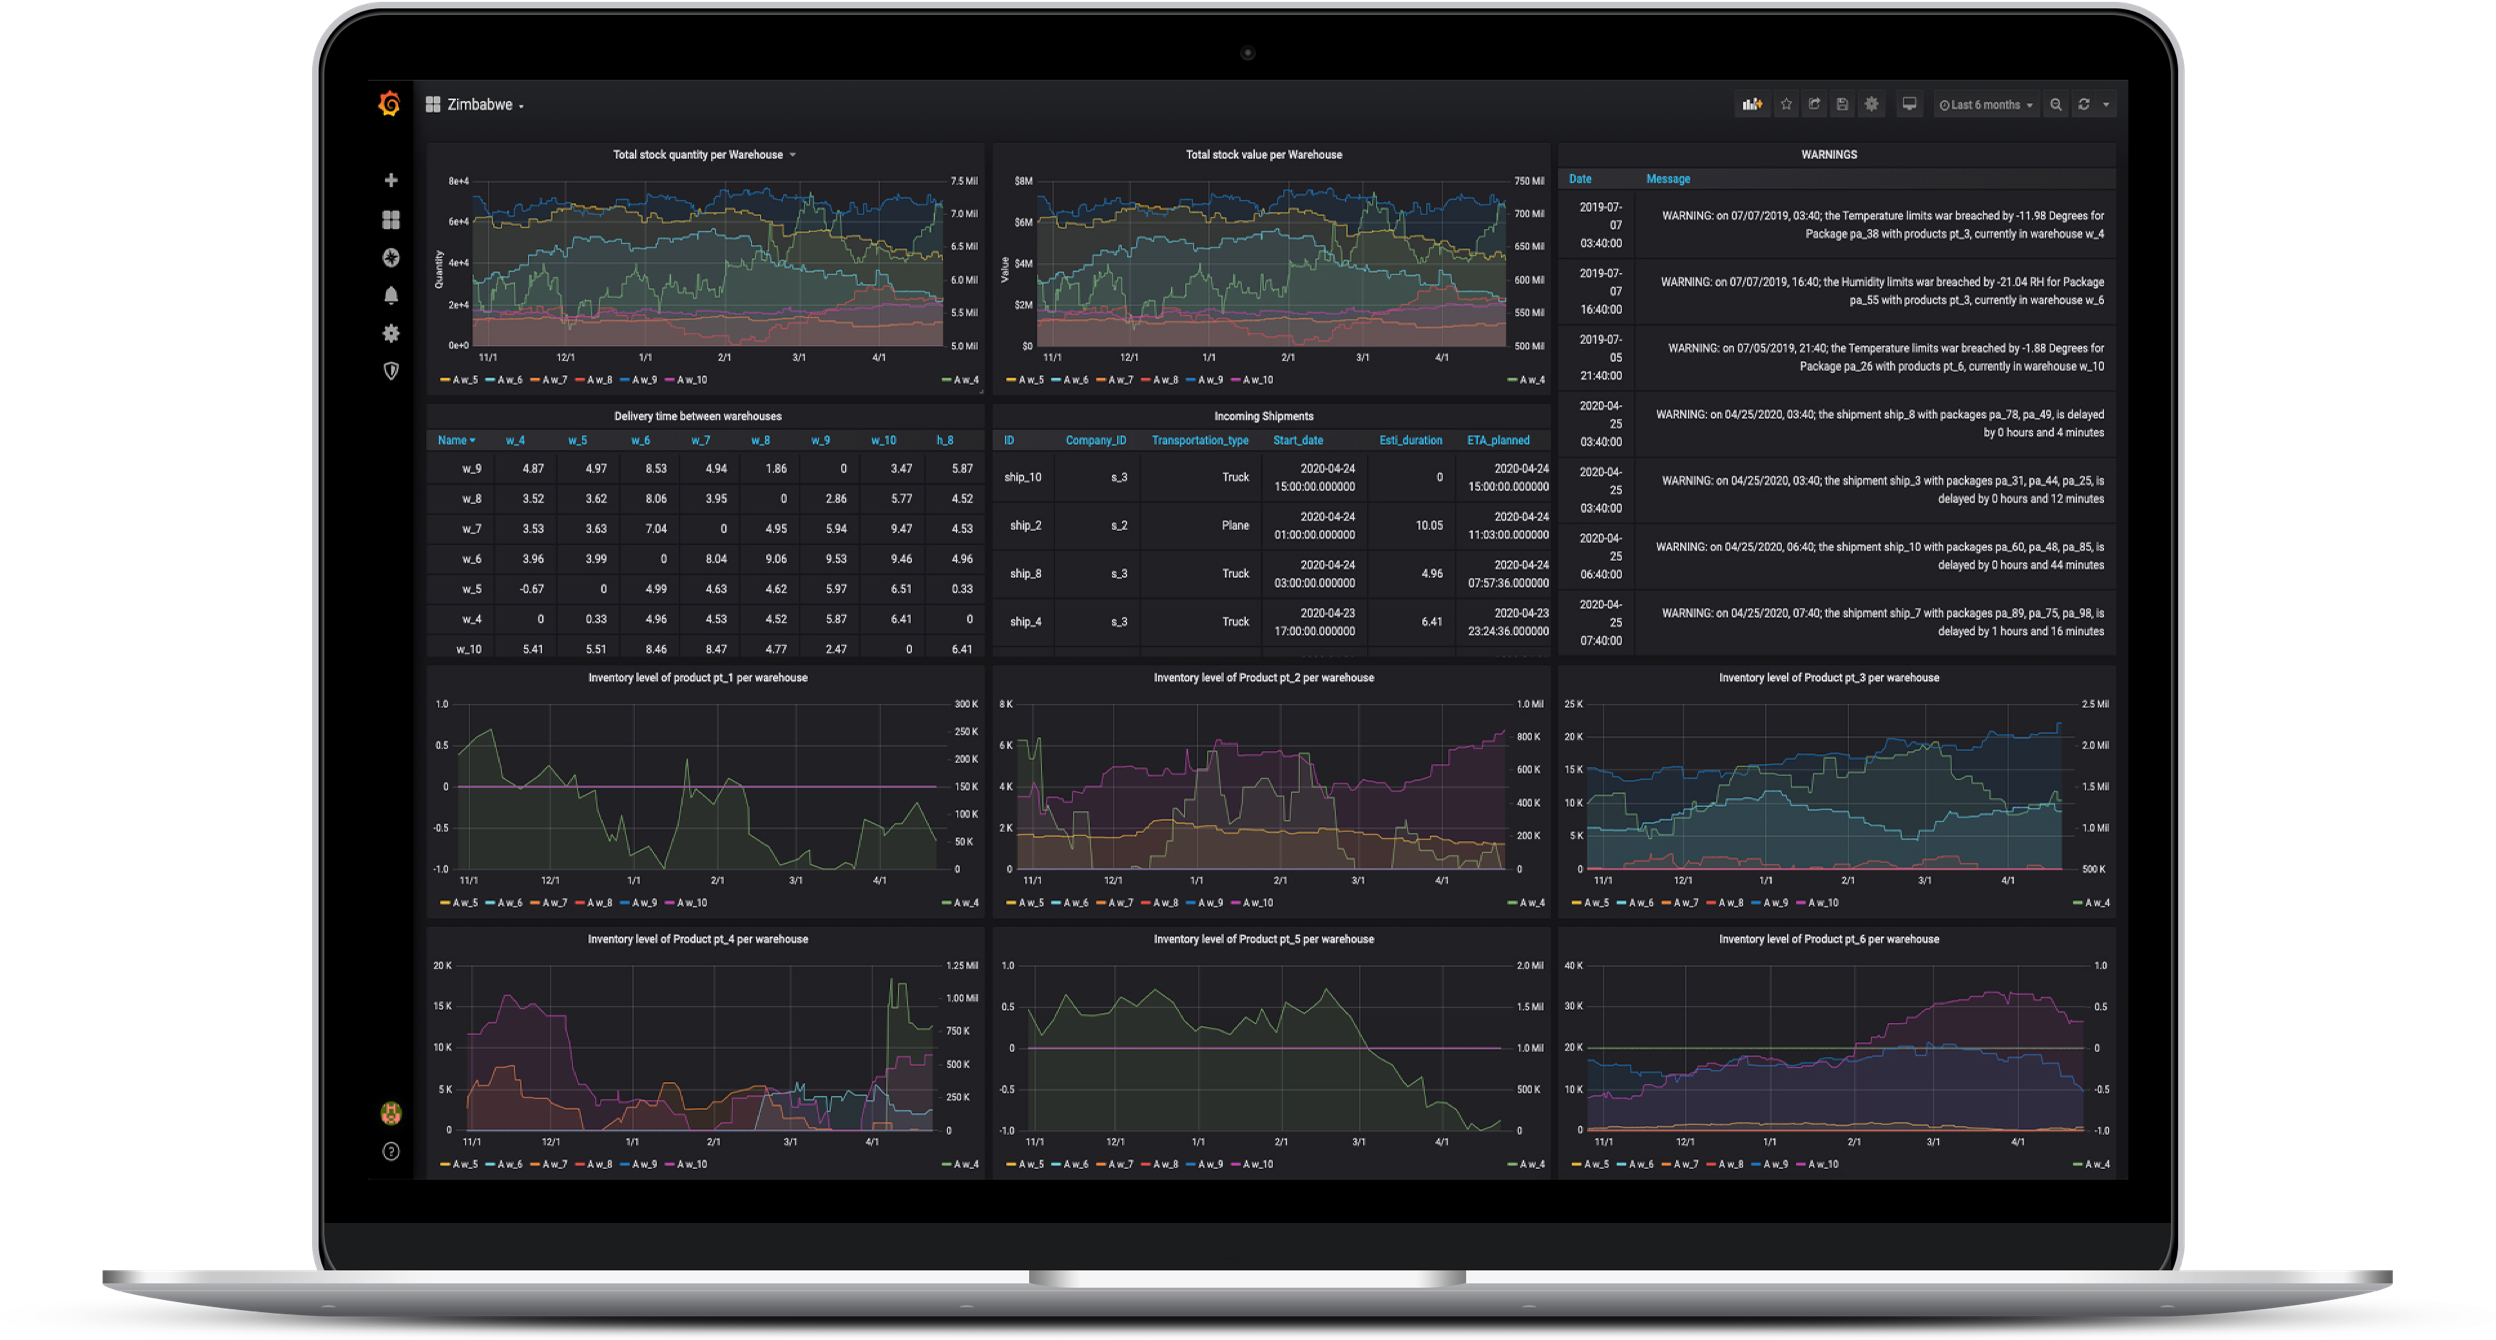 Zimbabwe
Last 6 months
Total stock quantity per Warehouse
8e+4
6e+4
4e+4
2e+4
0e+0
Quantity
7.5 Mil
7.0 Mil
6.5 Mil
6.0 Mil
5.5 Mil
5.0 Mil
11/1 12/1 1/1 2/1 3/1 4/1
A w_5 A w_6 A w_7 A w_8 A w_9 A w_10 A w_4
Total stock value per Warehouse
$8M
$6M
$4M
$2M
$0
Value
750 Mil
700 Mil
650 Mil
600 Mil
550 Mil
500 Mil
11/1 12/1 1/1 2/1 3/1 4/1
A w_5 A w_6 A w_7 A w_8 A w_9 A w_10 A w_4
WARNINGS
Date Message
2019-07-
07
03:40:00
WARNING: on 07/07/2019, 03:40; the Temperature limits war breached by -11.98 Degrees for
Package pa_38 with products pt_3, currently in warehouse w_4
2019-07-
07
16:40:00
WARNING: on 07/07/2019, 16:40; the Humidity limits was breached by -21.04 RH for Package
pa_55 with products pt_3, currently in warehouse w_6
2019-07-
05
21:40:00
WARNING: on 07/05/2019, 21:40; the Temperature limits war breached by -1.88 Degrees for
Package pa_26 with products pt_6, currently in warehouse w_10
2020-04-
25
03:40:00
WARNING: on 04/25/2020, 03:40; the shipment ship_8 with packages pa_78, pa_49, is delayed
by 0 hours and 4 minutes
2020-04-
25
03:40:00
WARNING: on 04/25/2020, 03:40; the shipment ship_3 with packages pa_31, pa_44, pa_25, is
delayed by 0 hours and 12 minutes
2020-04-
25
06:40:00
WARNING: on 04/25/2020, 06:40; the shipment ship_10 with packages pa_60, pa_48, pa_85, is
delayed by 0 hours and 44 minutes
2020-04-
25
07:40:00
WARNING: on 04/25/2020, 07:40; the shipment ship_7 with packages pa_89, pa_75, pa_98, is
delayed by 1 hours and 16 minutes
Delivery time between warehouses
Name w_4 w_5 w_6 w_7 w_8 w_9 w_10 h_8
w_9 4.87 4.97 8.53 4.94 1.86 0 3.47 5.87
w_8 3.52 3.62 8.06 3.95 0 2.86 5.77 4.52
w_7 3.53 3.63 7.04 0 4.95 5.94 9.47 4.53
w_6 3.96 3.99 0 8.04 9.06 9.53 9.46 4.96
w_5 -0.67 0 4.99 4.63 4.62 5.97 6.51 0.33
w_4 0 0.33 4.96 4.53 4.52 5.87 6.41 0
w_10 5.41 5.51 8.46 8.47 4.77 2.47 0 6.41
Incoming Shipments
ID Company_ID Transportation_type Start_date Esti_duration ETA_planned
ship_10 s_3 Truck 2020-04-24 15:00:00.000000 0 2020-04-24 15:00:00.000000
ship_2 s_2 Plane 2020-04-24 01:00:00.000000 10.05 2020-04-24 11:03:00.000000
ship_8 s_3 Truck 2020-04-24 03:00:00.000000 4.96 2020-04-24 07:57:36.000000
ship_4 s_3 Truck 2020-04-23 17:00:00.000000 6.41 2020-04-23 23:24:36.000000
Inventory level of product pt_1 per warehouse
1.0
0.5
0
-0.5
-1.0
300 K
250 K
200 K
150 K
100 K
50 K
0
11/1 12/1 1/1 2/1 3/1 4/1
A w_5 A w_6 A w_7 A w_8 A w_9 A w_10 A w_4
Inventory level of Product pt_2 per warehouse
8 K
6 K
4 K
2 K
0
1.0 Mil
800 K
600 K
400 K
200 K
0
11/1 12/1 1/1 2/1 3/1 4/1
A w_5 A w_6 A w_7 A w_8 A w_9 A w_10 A w_4
Inventory level of Product pt_3 per warehouse
25 K
20 K
15 K
10 K
5 K
0
2.5 Mil
2.0 Mil
1.5 Mil
1.0 Mil
500 K
11/1 12/1 1/1 2/1 3/1 4/1
A w_5 A w_6 A w_7 A w_8 A w_9 A w_10 A w_4
Inventory level of Product pt_4 per warehouse
20 K
15 K
10 K
5 K
0
1.25 Mil
1.00 Mil
750 K
500 K
250 K
0
11/1 12/1 1/1 2/1 3/1 4/1
A w_5 A w_6 A w_7 A w_8 A w_9 A w_10 A w_4
Inventory level of Product pt_5 per warehouse
1.0
0.5
0
-0.5
-1.0
2.0 Mil
1.5 Mil
1.0 Mil
500 K
0
11/1 12/1 1/1 2/1 3/1 4/1
A w_5 A w_6 A w_7 A w_8 A w_9 A w_10 A w_4
Inventory level of Product pt_6 per warehouse
40 K
30 K
20 K
10 K
0
1.0
0.5
0
-0.5
-1.0
11/1 12/1 1/1 2/1 3/1 4/1
A w_5 A w_6 A w_7 A w_8 A w_9 A w_10 A w_4